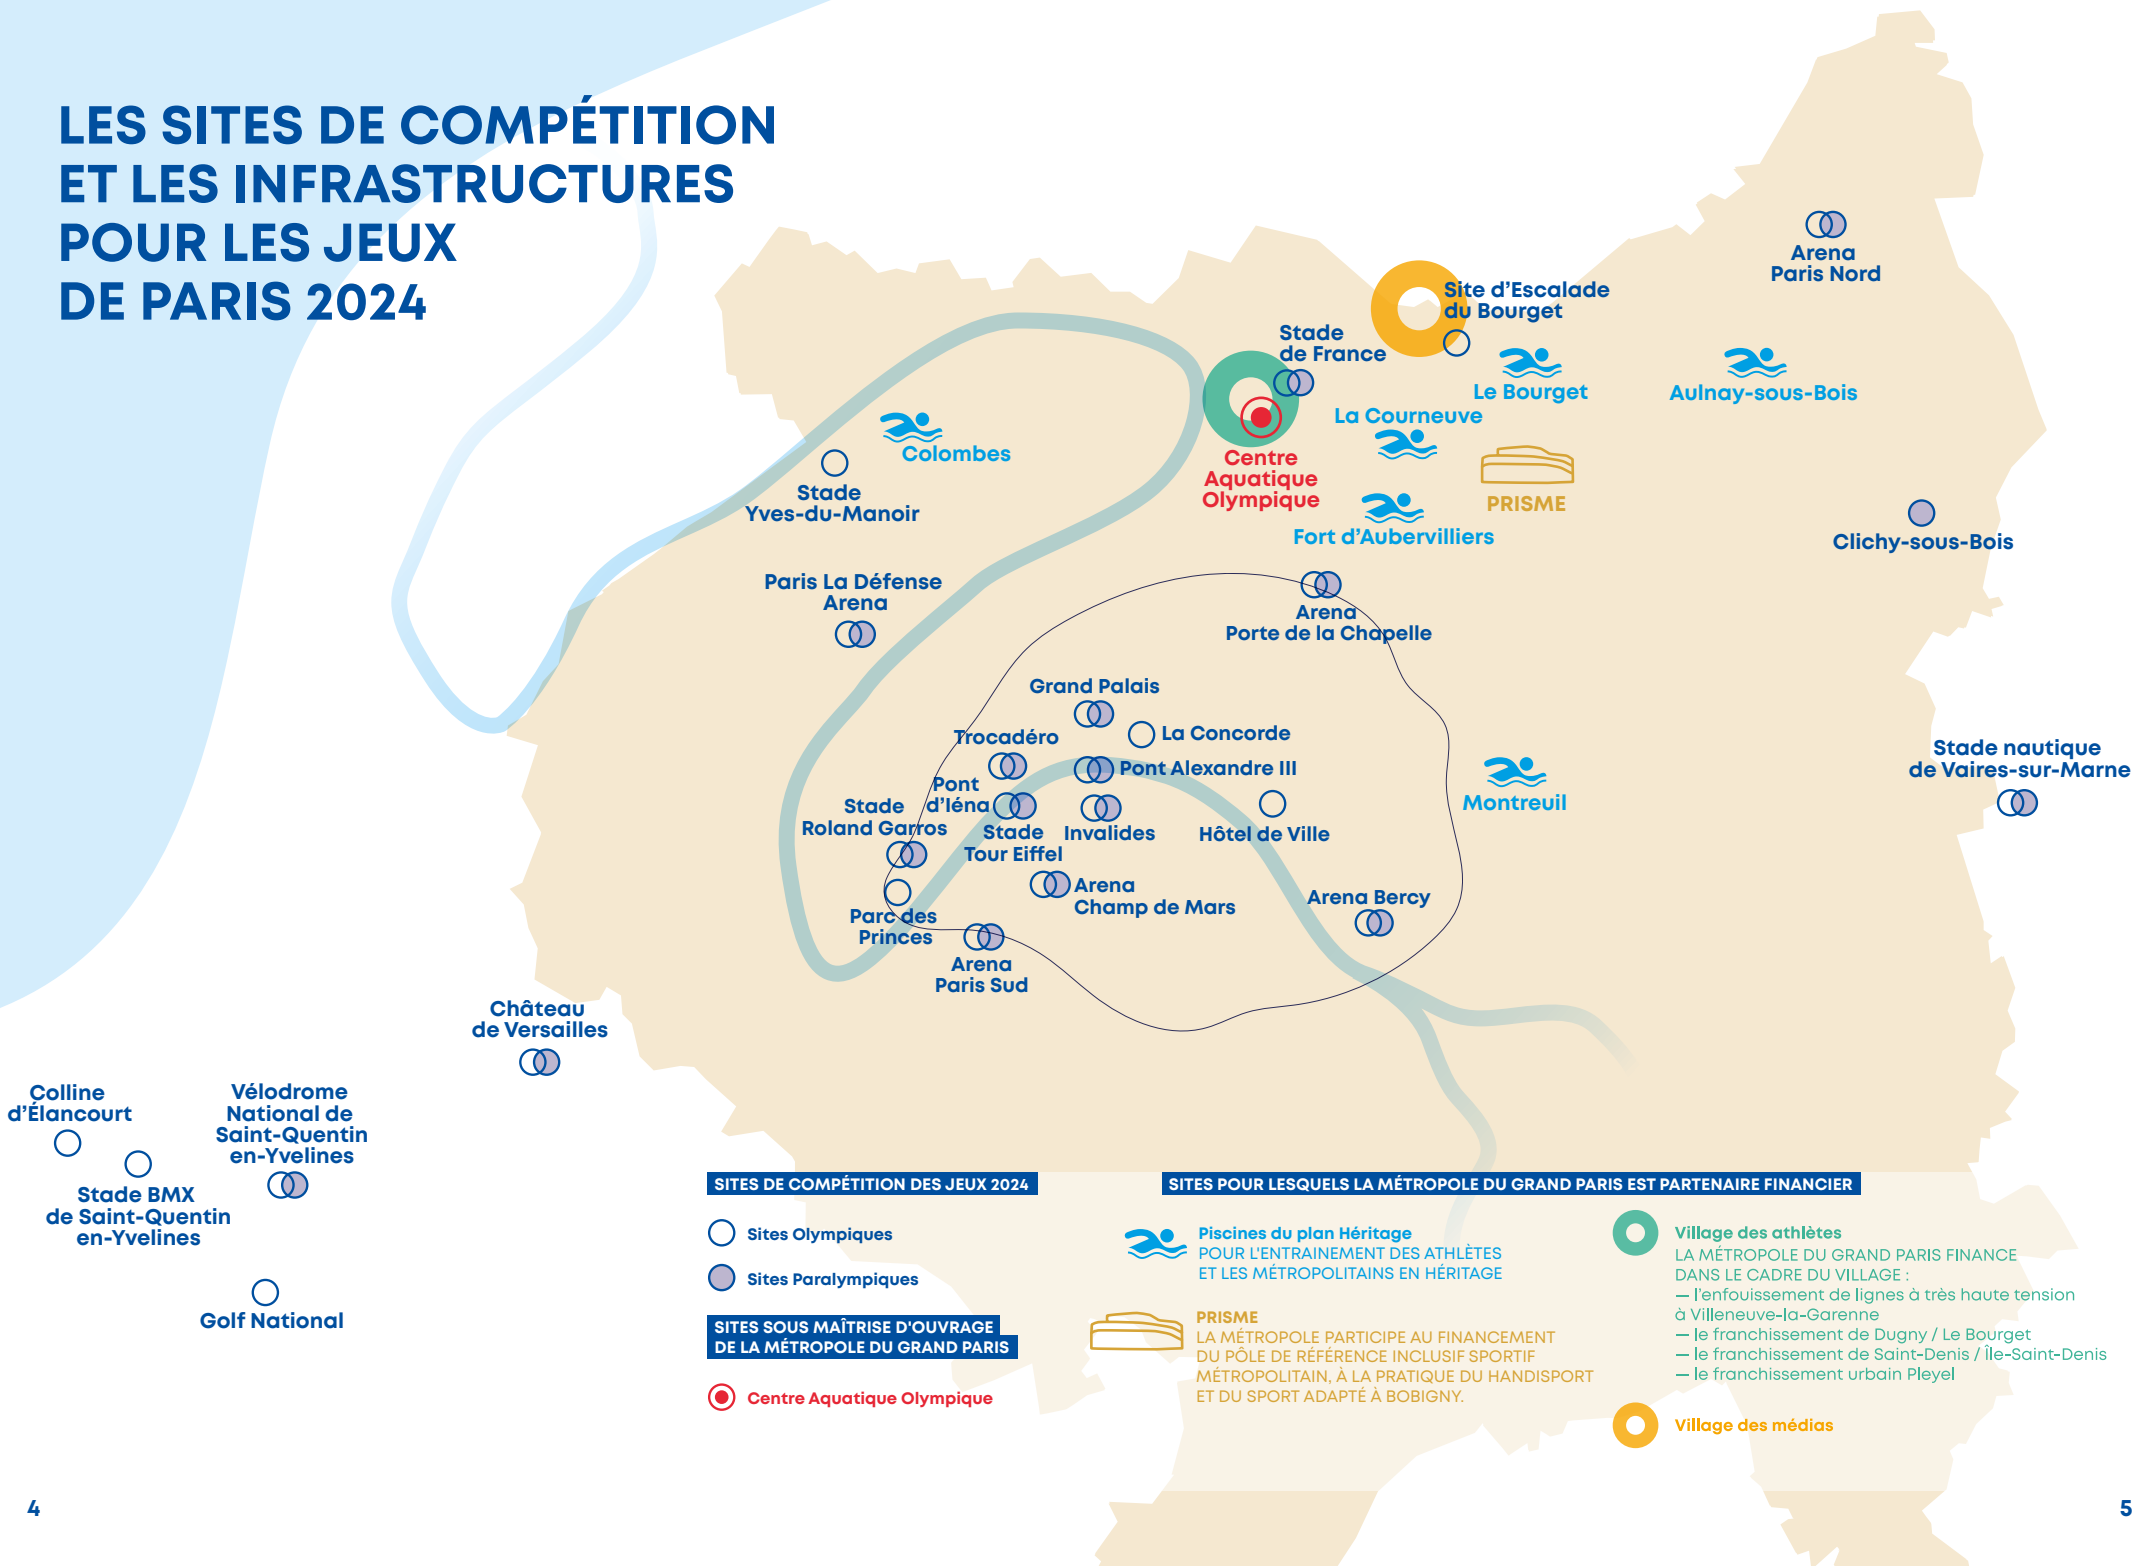 LES SITES DE COMPÉTITION
ET LES INFRASTRUCTURES
POUR LES JEUX
DE PARIS 2024
Arena
Paris Nord
Site d’Escalade
du Bourget
Stade
de France
Le Bourget
Aulnay-sous-Bois
La Courneuve
Colombes
Centre
Aquatique
Olympique
Stade
Yves-du-Manoir
PRISME
Fort d’Aubervilliers
Clichy-sous-Bois
Paris La Défense
Arena
Arena
Porte de la Chapelle
Grand Palais
La Concorde
Trocadéro
Pont Alexandre III
Pont
d’Iéna
Stade
Roland Garros
Stade
Tour Eiffel
Invalides
Hôtel de Ville
Montreuil
Stade nautique
de Vaires-sur-Marne
Arena
Champ de Mars
Arena Bercy
Parc des
Princes
Arena
Paris Sud
Château
de Versailles
Colline
d’Élancourt
Vélodrome
National de
Saint-Quentin
en-Yvelines
Stade BMX
de Saint-Quentin
en-Yvelines
Golf National
SITES DE COMPÉTITION DES JEUX 2024
Sites Olympiques
Sites Paralympiques
SITES SOUS MAÎTRISE D'OUVRAGE
DE LA MÉTROPOLE DU GRAND PARIS
Centre Aquatique Olympique
SITES POUR LESQUELS LA MÉTROPOLE DU GRAND PARIS EST PARTENAIRE FINANCIER
Piscines du plan Héritage
POUR L'ENTRAINEMENT DES ATHLÈTES
ET LES MÉTROPOLITAINS EN HÉRITAGE
PRISME
LA MÉTROPOLE PARTICIPE AU FINANCEMENT
DU PÔLE DE RÉFÉRENCE INCLUSIF SPORTIF
MÉTROPOLITAIN, À LA PRATIQUE DU HANDISPORT
ET DU SPORT ADAPTÉ À BOBIGNY.
Village des athlètes
LA MÉTROPOLE DU GRAND PARIS FINANCE
DANS LE CADRE DU VILLAGE :
— l’enfouissement de lignes à très haute tension
à Villeneuve-la-Garenne
— le franchissement de Dugny / Le Bourget
— le franchissement de Saint-Denis / Île-Saint-Denis
— le franchissement urbain Pleyel
Village des médias
4
5